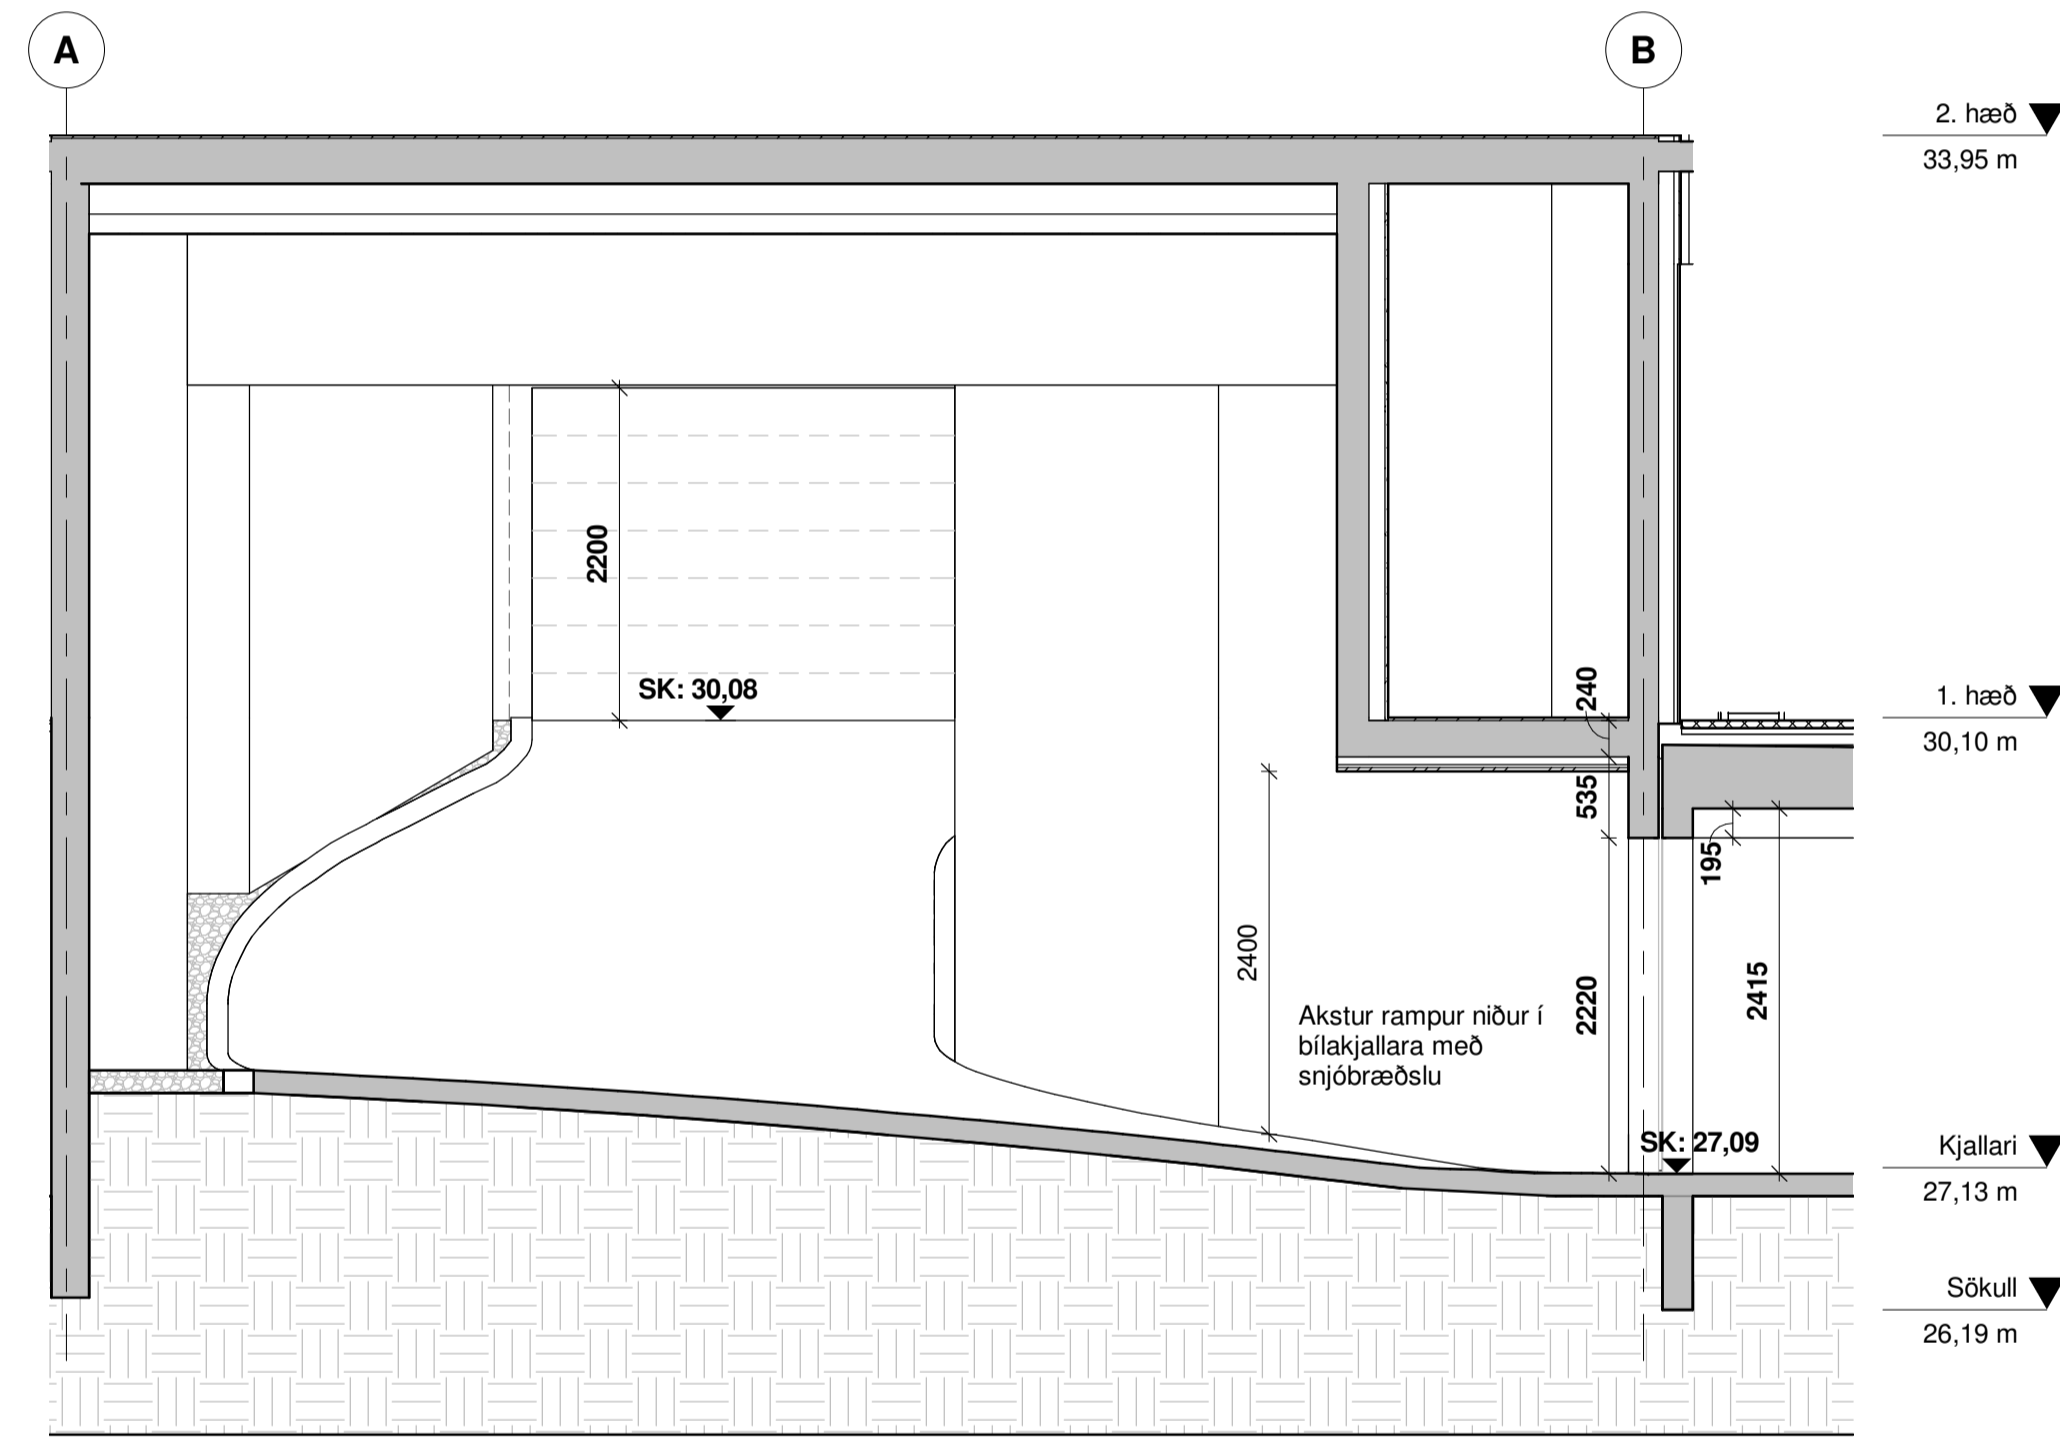 A
B
2. hæð
33,95 m
2200
SK: 30,08
240
1. hæð
30,10 m
535
195
2400
2220
2415
Akstur rampur niður í
bílakjallara með
snjóbræðslu
SK: 27,09
Kjallari
27,13 m
Sökull
26,19 m